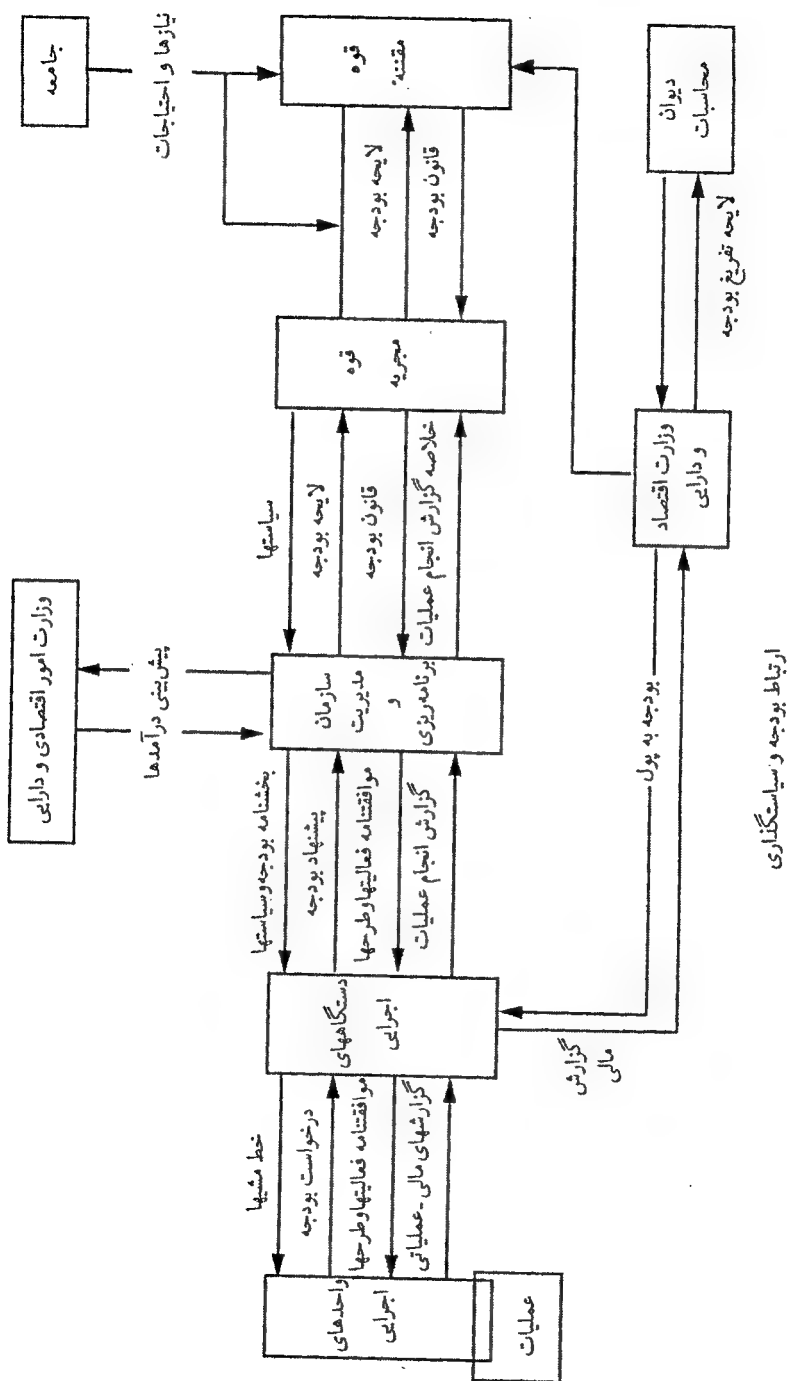 جامعه
نیازها و احتیاجات
قوه
مقننه
لایحه بودجه
قانون بودجه
دیوان
محاسبات
لایحه تفریغ بودجه
قوه
مجریه
وزارت اقتصاد
و دارایی
سیاستها
لایحه بودجه
قانون بودجه
خلاصه گزارش انجام عملیات
وزارت امور اقتصادی و دارایی
پیش‌بینی درآمدها
سازمان
مدیریت
و
برنامه‌ریزی
بودجه به پول
بخشنامه بودجه‌و‌سیاستها
پیشنهاد بودجه
موافقتنامه فعالیتها‌و‌طرحها
گزارش انجام عملیات
دستگاههای
اجرایی
گزارش
مالی
خط مشیها
درخواست بودجه
موافقتنامه فعالیتها‌و‌طرحها
گزارشهای مالی - عملیاتی
واحدهای
اجرایی
عملیات
ارتباط بودجه و سیاستگذاری